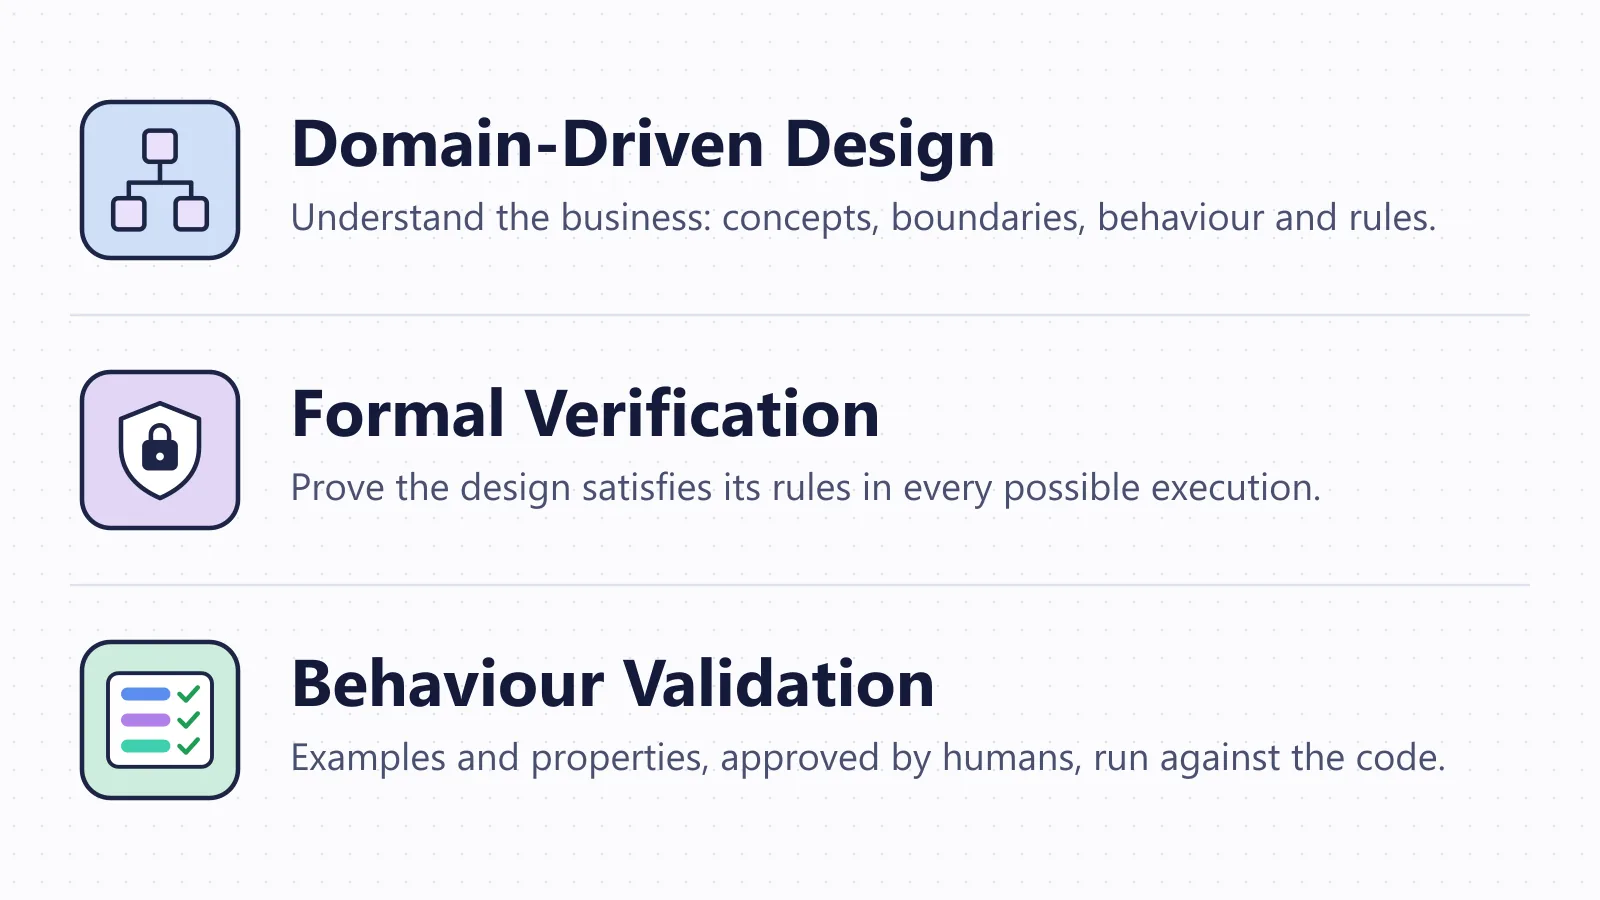 Domain-Driven Design
Understand the business: concepts, boundaries, behaviour and rules.
Formal Verification
Prove the design satisfies its rules in every possible execution.
Behaviour Validation
Examples and properties, approved by humans, run against the code.